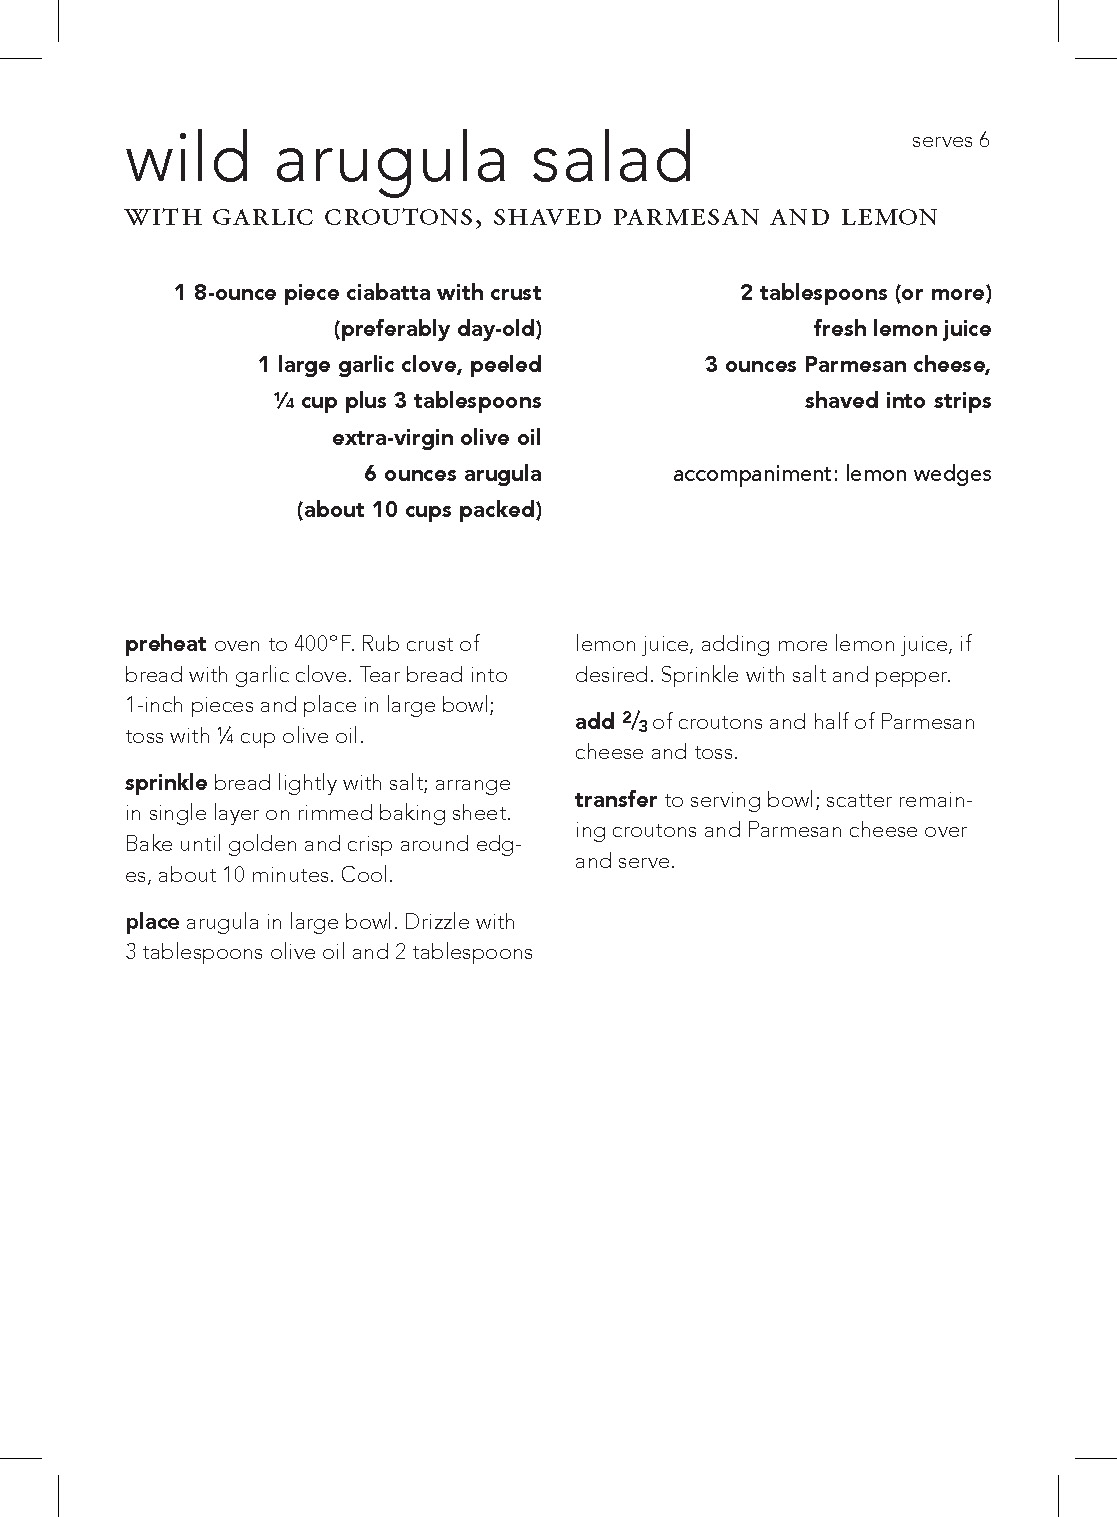 wild arugula salad
serves 6
WITH GARLIC CROUTONS, SHAVED PARMESAN AND LEMON
1 8-ounce piece ciabatta with crust
(preferably day-old)
1 large garlic clove, peeled
¼ cup plus 3 tablespoons
extra-virgin olive oil
6 ounces arugula
(about 10 cups packed)
2 tablespoons (or more)
fresh lemon juice
3 ounces Parmesan cheese,
shaved into strips
accompaniment: lemon wedges
preheat oven to 400°F. Rub crust of
bread with garlic clove. Tear bread into
1-inch pieces and place in large bowl;
toss with ¼ cup olive oil.
sprinkle bread lightly with salt; arrange
in single layer on rimmed baking sheet.
Bake until golden and crisp around edg-
es, about 10 minutes. Cool.
place arugula in large bowl. Drizzle with
3 tablespoons olive oil and 2 tablespoons
lemon juice, adding more lemon juice, if
desired. Sprinkle with salt and pepper.
add ⅔ of croutons and half of Parmesan
cheese and toss.
transfer to serving bowl; scatter remain-
ing croutons and Parmesan cheese over
and serve.